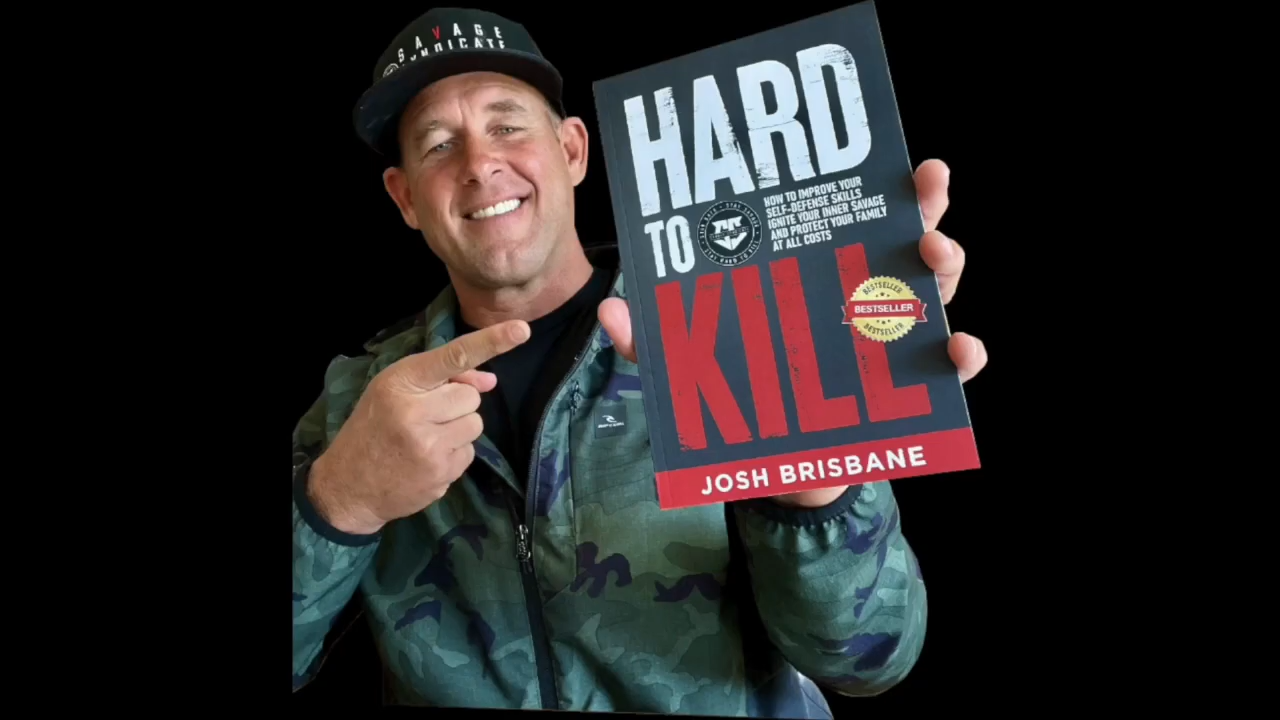 SAVAGE
SYNDICATE
HARD
TO
HOW TO IMPROVE YOUR
SELF-DEFENSE SKILLS
IGNITE YOUR INNER SAVAGE
AND PROTECT YOUR FAMILY
AT ALL COSTS
KILL
BESTSELLER
BESTSELLER
BESTSELLER
JOSH BRISBANE